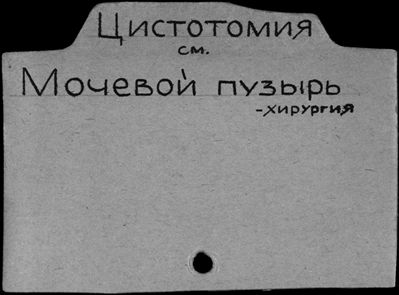 Цистотомия
см.
Мочевой пузырь
-хирургия